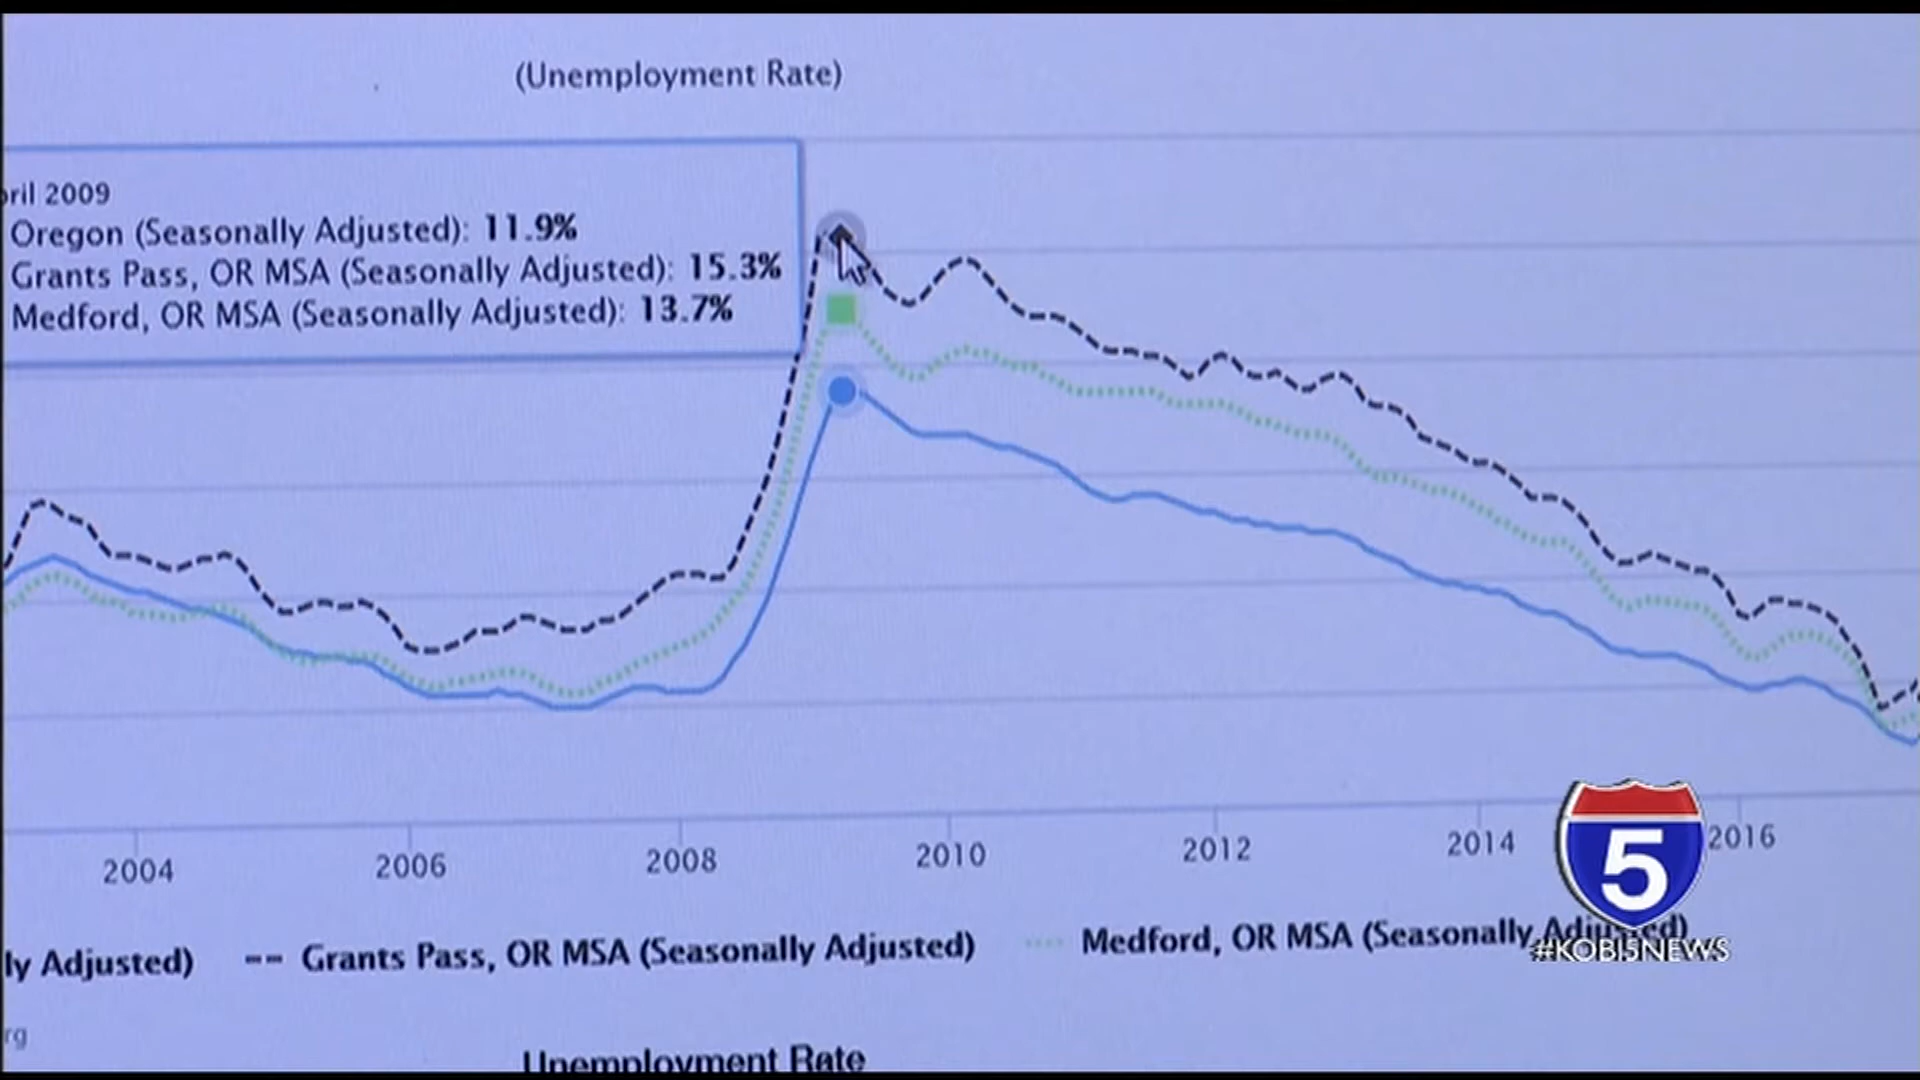 (Unemployment Rate)
pril 2009
Oregon (Seasonally Adjusted): 11.9%
Grants Pass, OR MSA (Seasonally Adjusted): 15.3%
Medford, OR MSA (Seasonally Adjusted): 13.7%
2004 2006 2008 2010 2012 2014 2016
ly Adjusted) Grants Pass, OR MSA (Seasonally Adjusted) Medford, OR MSA (Seasonally Adjusted)
5
#KOBI5NEWS
rg
Unemployment Rate